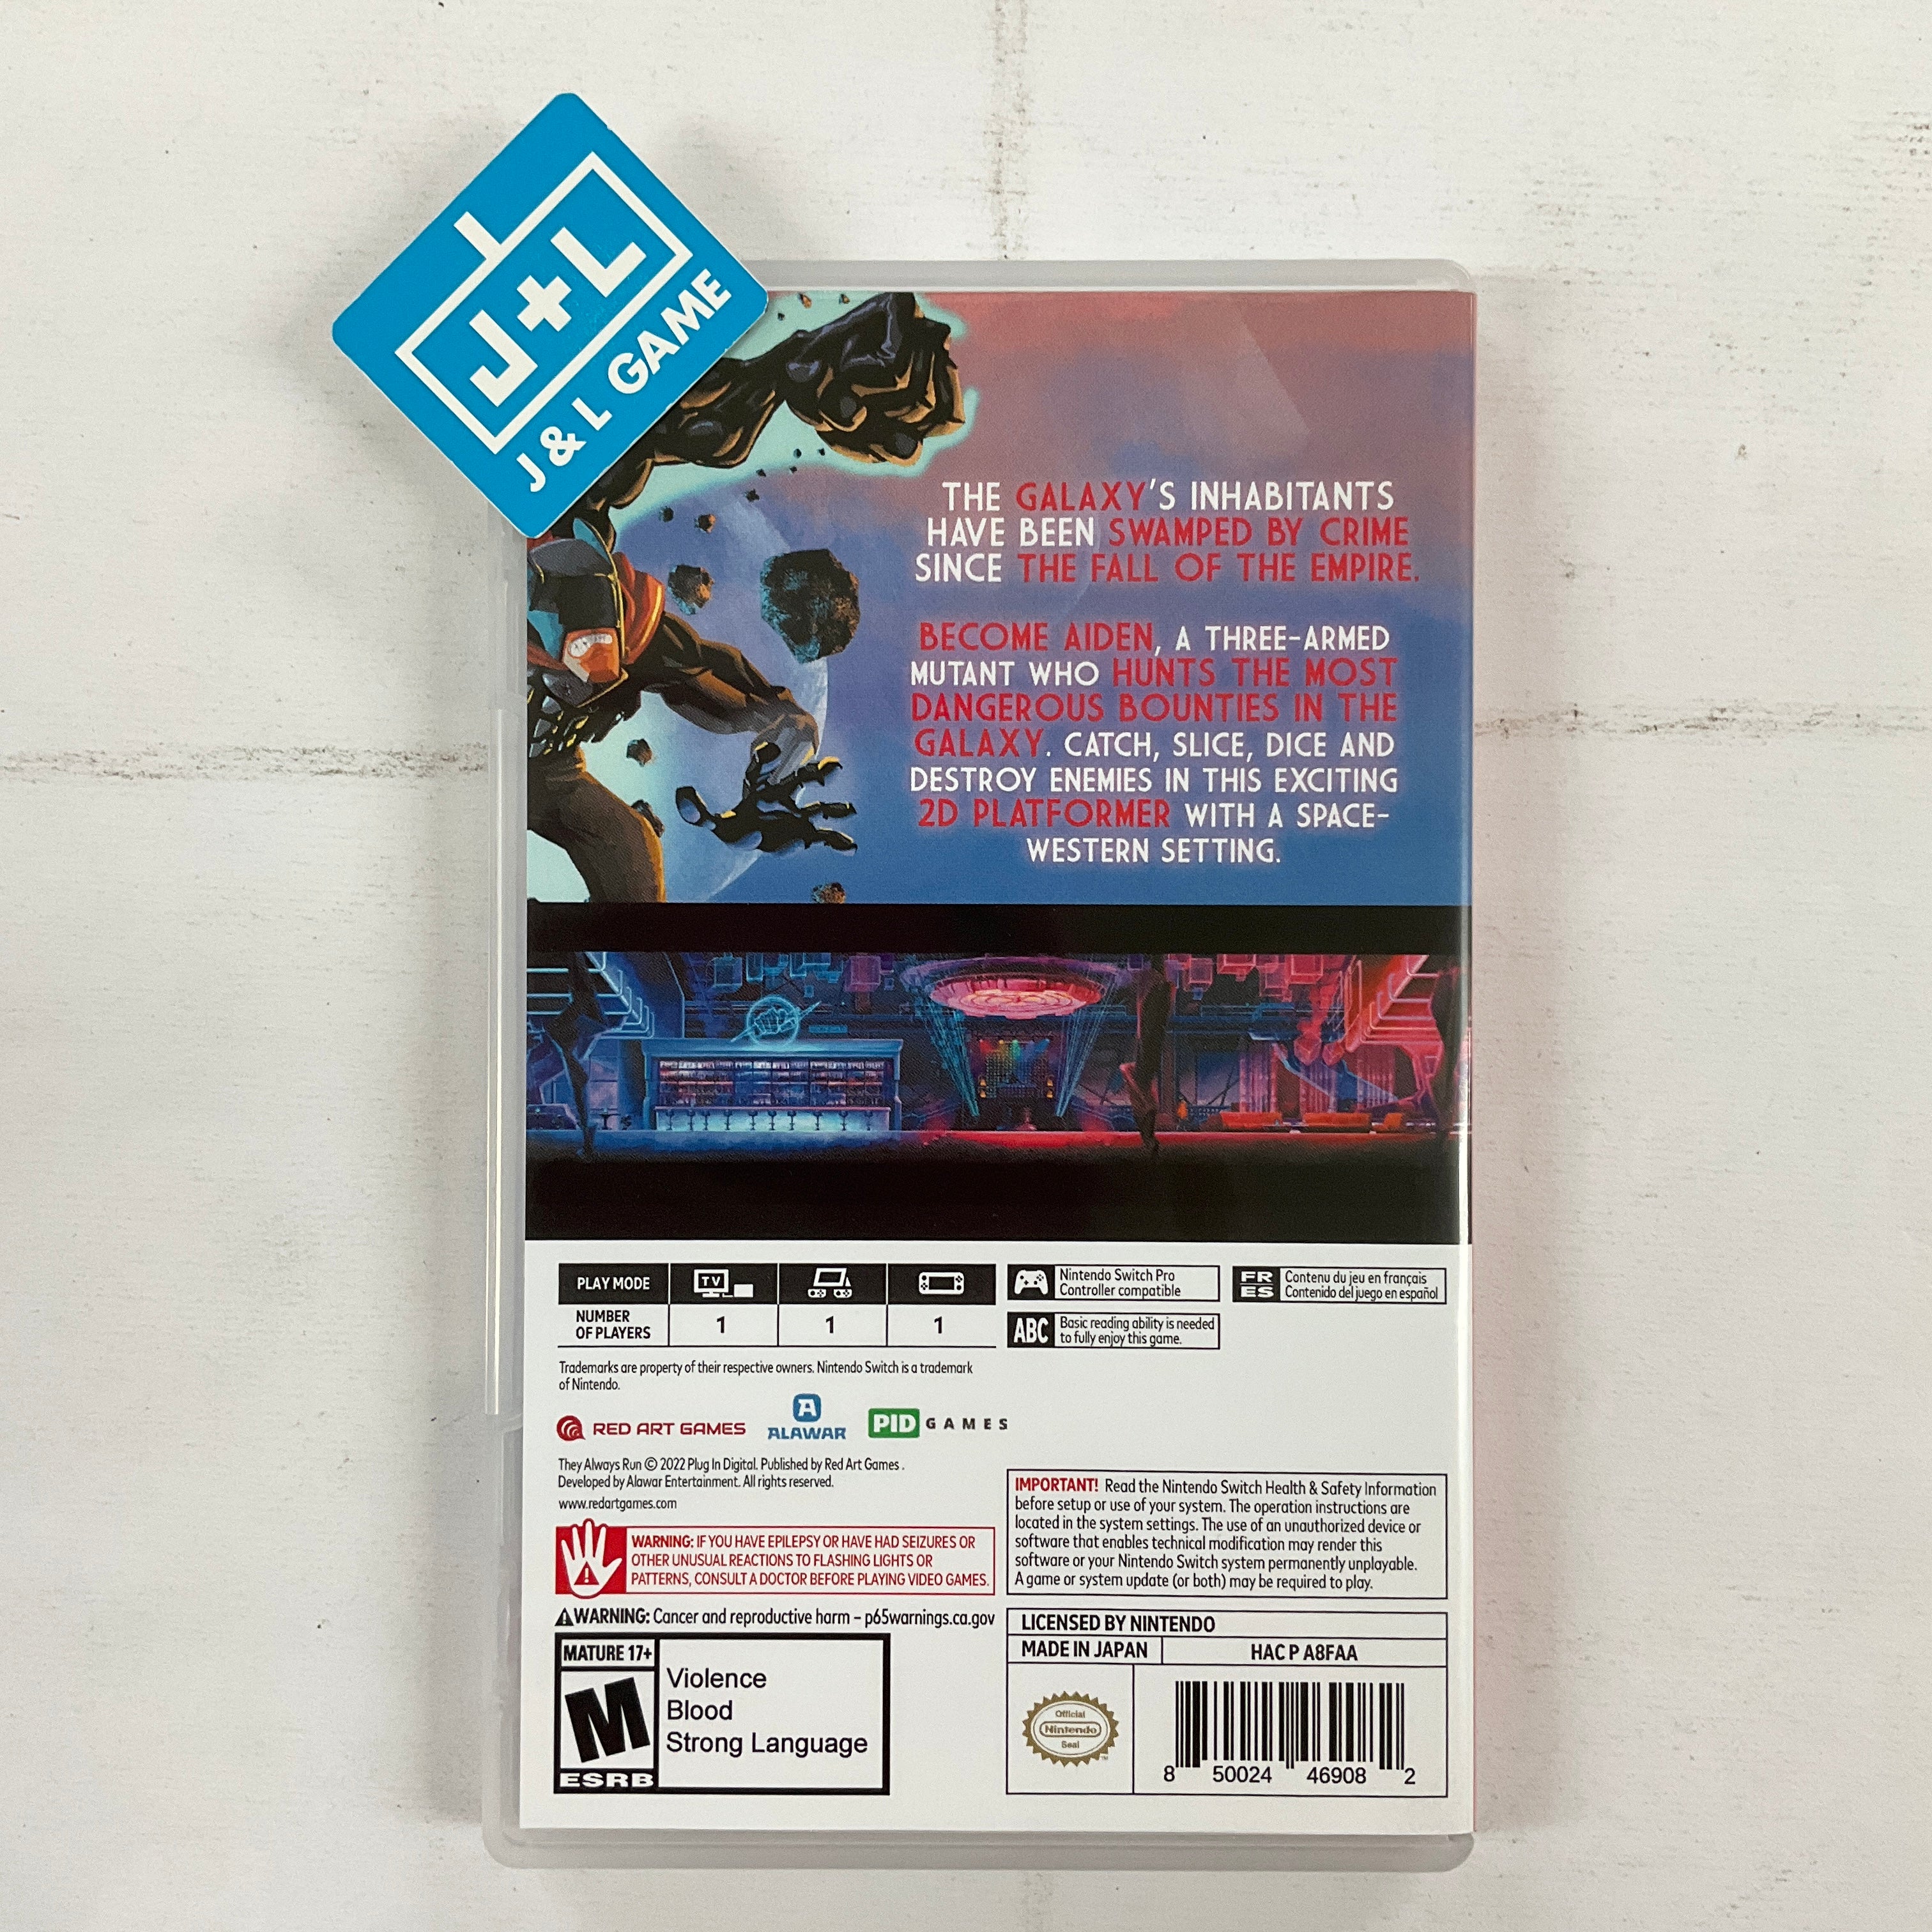 J+L
J & L GAME
THE GALAXY'S INHABITANTS
HAVE BEEN SWAMPED BY CRIME
SINCE THE FALL OF THE EMPIRE.
BECOME AIDEN, A THREE-ARMED
MUTANT WHO HUNTS THE MOST
DANGEROUS BOUNTIES IN THE
GALAXY. CATCH, SLICE, DICE AND
DESTROY ENEMIES IN THIS EXCITING
2D PLATFORMER WITH A SPACE-
WESTERN SETTING.
PLAY MODE
TV
NUMBER
OF PLAYERS
1 1 1
Nintendo Switch Pro
Controller compatible
FR
ES
Contenu du jeu en français
Contenido del juego en español
ABC
Basic reading ability is needed
to fully enjoy this game.
Trademarks are property of their respective owners. Nintendo Switch is a trademark
of Nintendo.
RED ART GAMES
A
ALAWAR
PID GAMES
They Always Run © 2022 Plug In Digital. Published by Red Art Games .
Developed by Alawar Entertainment. All rights reserved.
www.redartgames.com
WARNING: IF YOU HAVE EPILEPSY OR HAVE HAD SEIZURES OR
OTHER UNUSUAL REACTIONS TO FLASHING LIGHTS OR
PATTERNS, CONSULT A DOCTOR BEFORE PLAYING VIDEO GAMES.
WARNING: Cancer and reproductive harm – p65warnings.ca.gov
MATURE 17+
M
ESRB
Violence
Blood
Strong Language
IMPORTANT! Read the Nintendo Switch Health & Safety Information
before setup or use of your system. The operation instructions are
located in the system settings. The use of an unauthorized device or
software that enables technical modification may render this
software or your Nintendo Switch system permanently unplayable.
A game or system update (or both) may be required to play.
LICENSED BY NINTENDO
MADE IN JAPAN
HAC P A8FAA
Official
Nintendo
Seal
TM
8 50024 46908 2